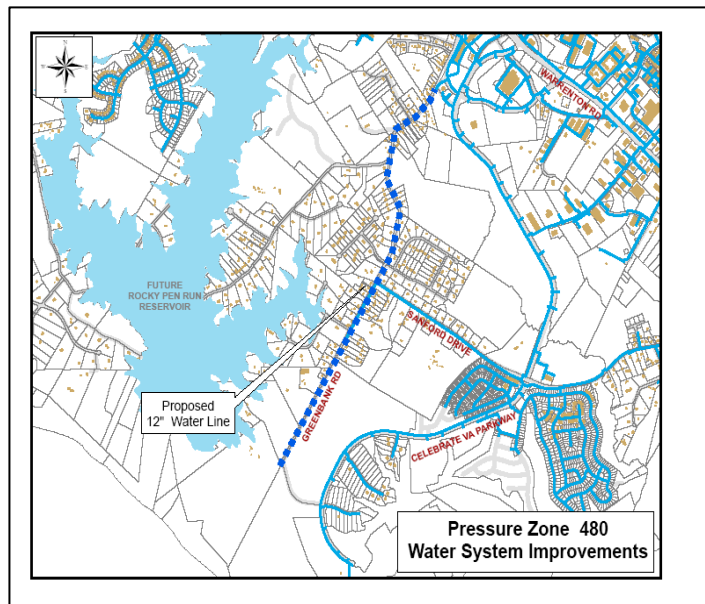 WARRENTON RD
FUTURE
ROCKY PEN RUN
RESERVOIR
SANFORD DRIVE
GREENBANK RD
Proposed
12" Water Line
CELEBRATE VA PARKWAY
Pressure Zone 480
Water System Improvements